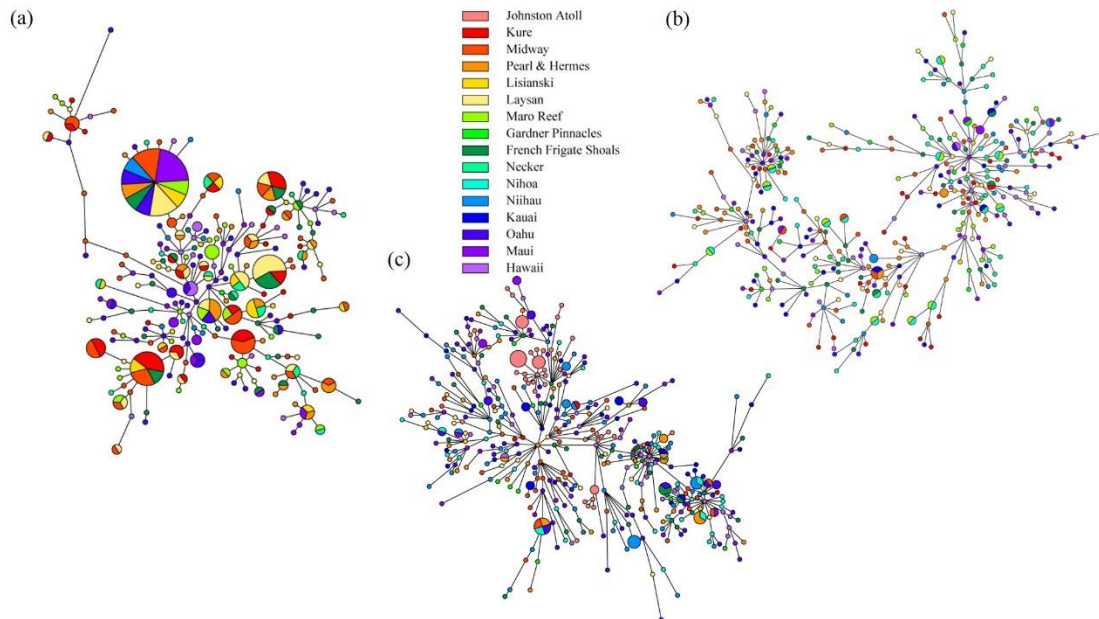 (a)
Johnston Atoll
Kure
Midway
Pearl & Hermes
Lisianski
Laysan
Maro Reef
Gardner Pinnacles
French Frigate Shoals
Necker
Nihoa
Niihau
Kauai
Oahu
Maui
Hawaii
(b)
(c)